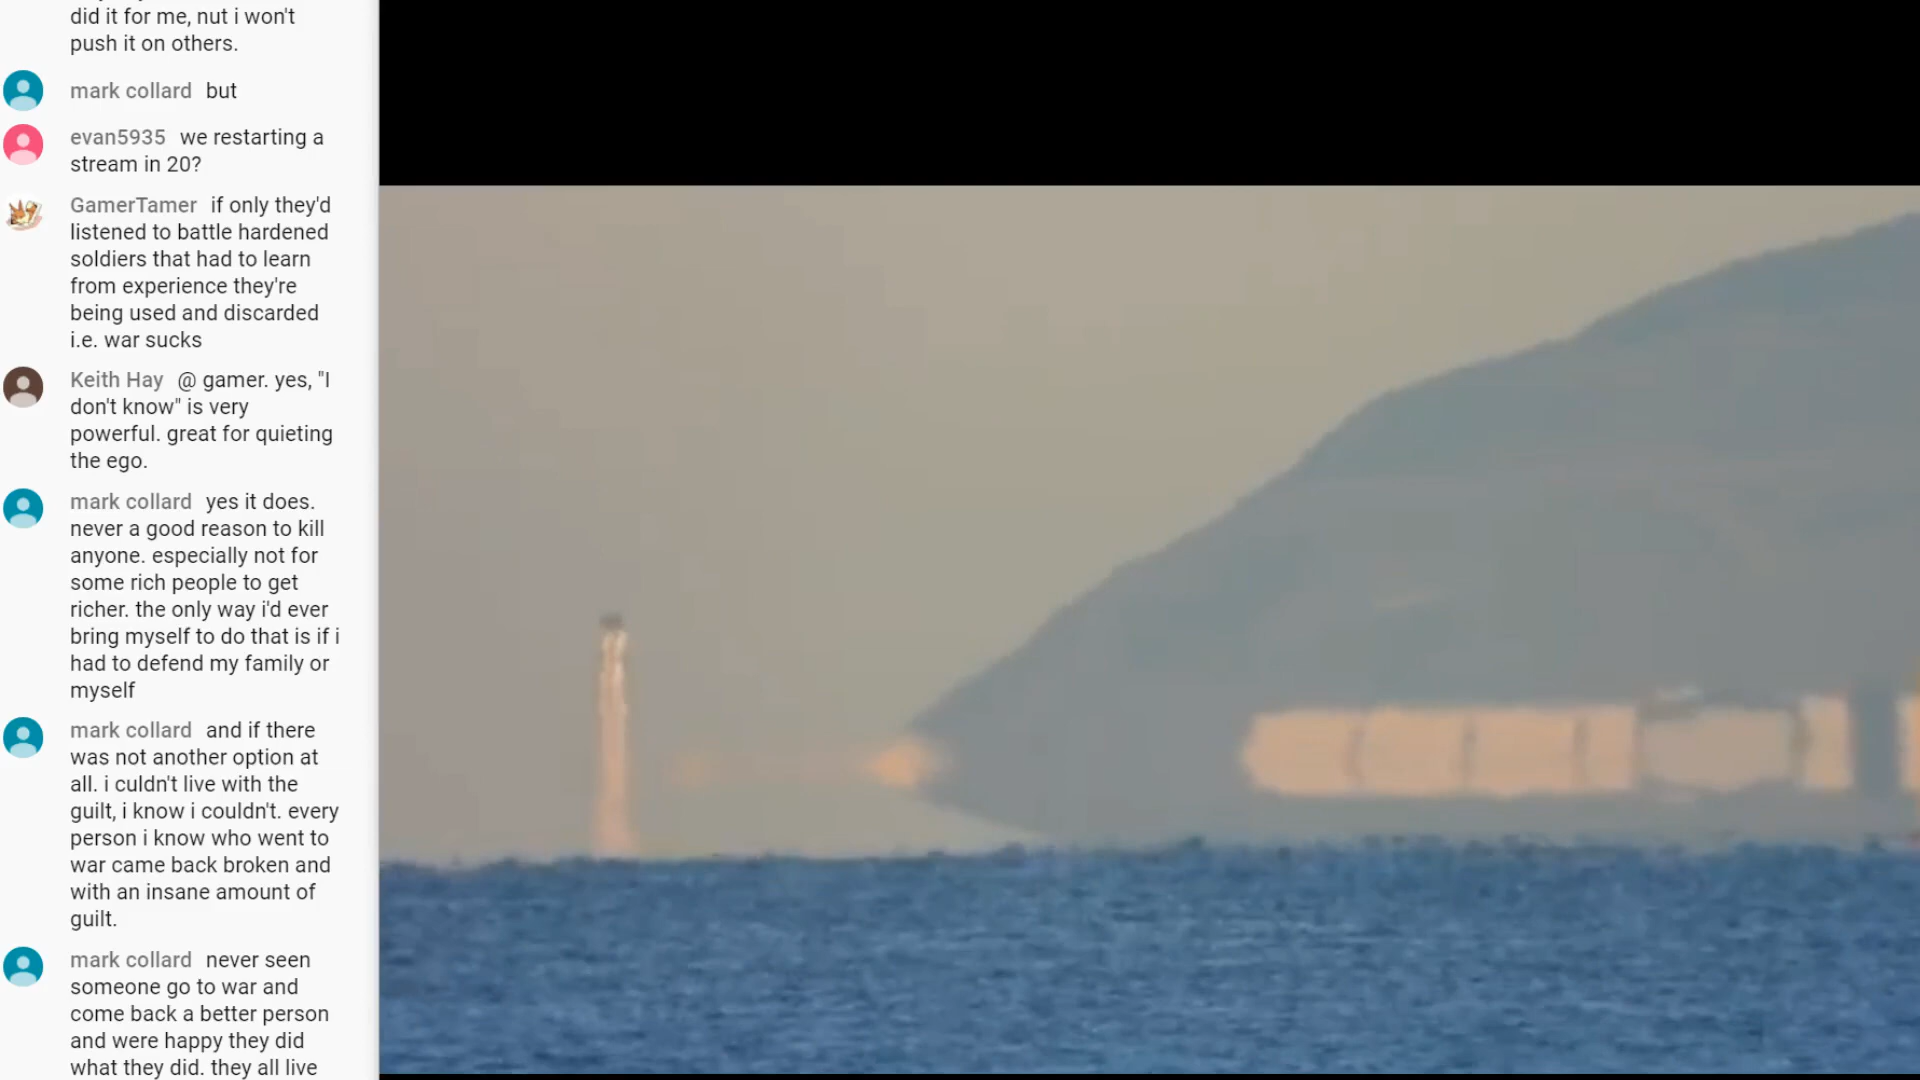 did it for me, nut i won't
push it on others.
mark collard but
evan5935 we restarting a
stream in 20?
GamerTamer if only they'd
listened to battle hardened
soldiers that had to learn
from experience they're
being used and discarded
i.e. war sucks
Keith Hay @ gamer. yes, "I
don't know" is very
powerful. great for quieting
the ego.
mark collard yes it does.
never a good reason to kill
anyone. especially not for
some rich people to get
richer. the only way i'd ever
bring myself to do that is if i
had to defend my family or
myself
mark collard and if there
was not another option at
all. i culdn't live with the
guilt, i know i couldn't. every
person i know who went to
war came back broken and
with an insane amount of
guilt.
mark collard never seen
someone go to war and
come back a better person
and were happy they did
what they did. they all live